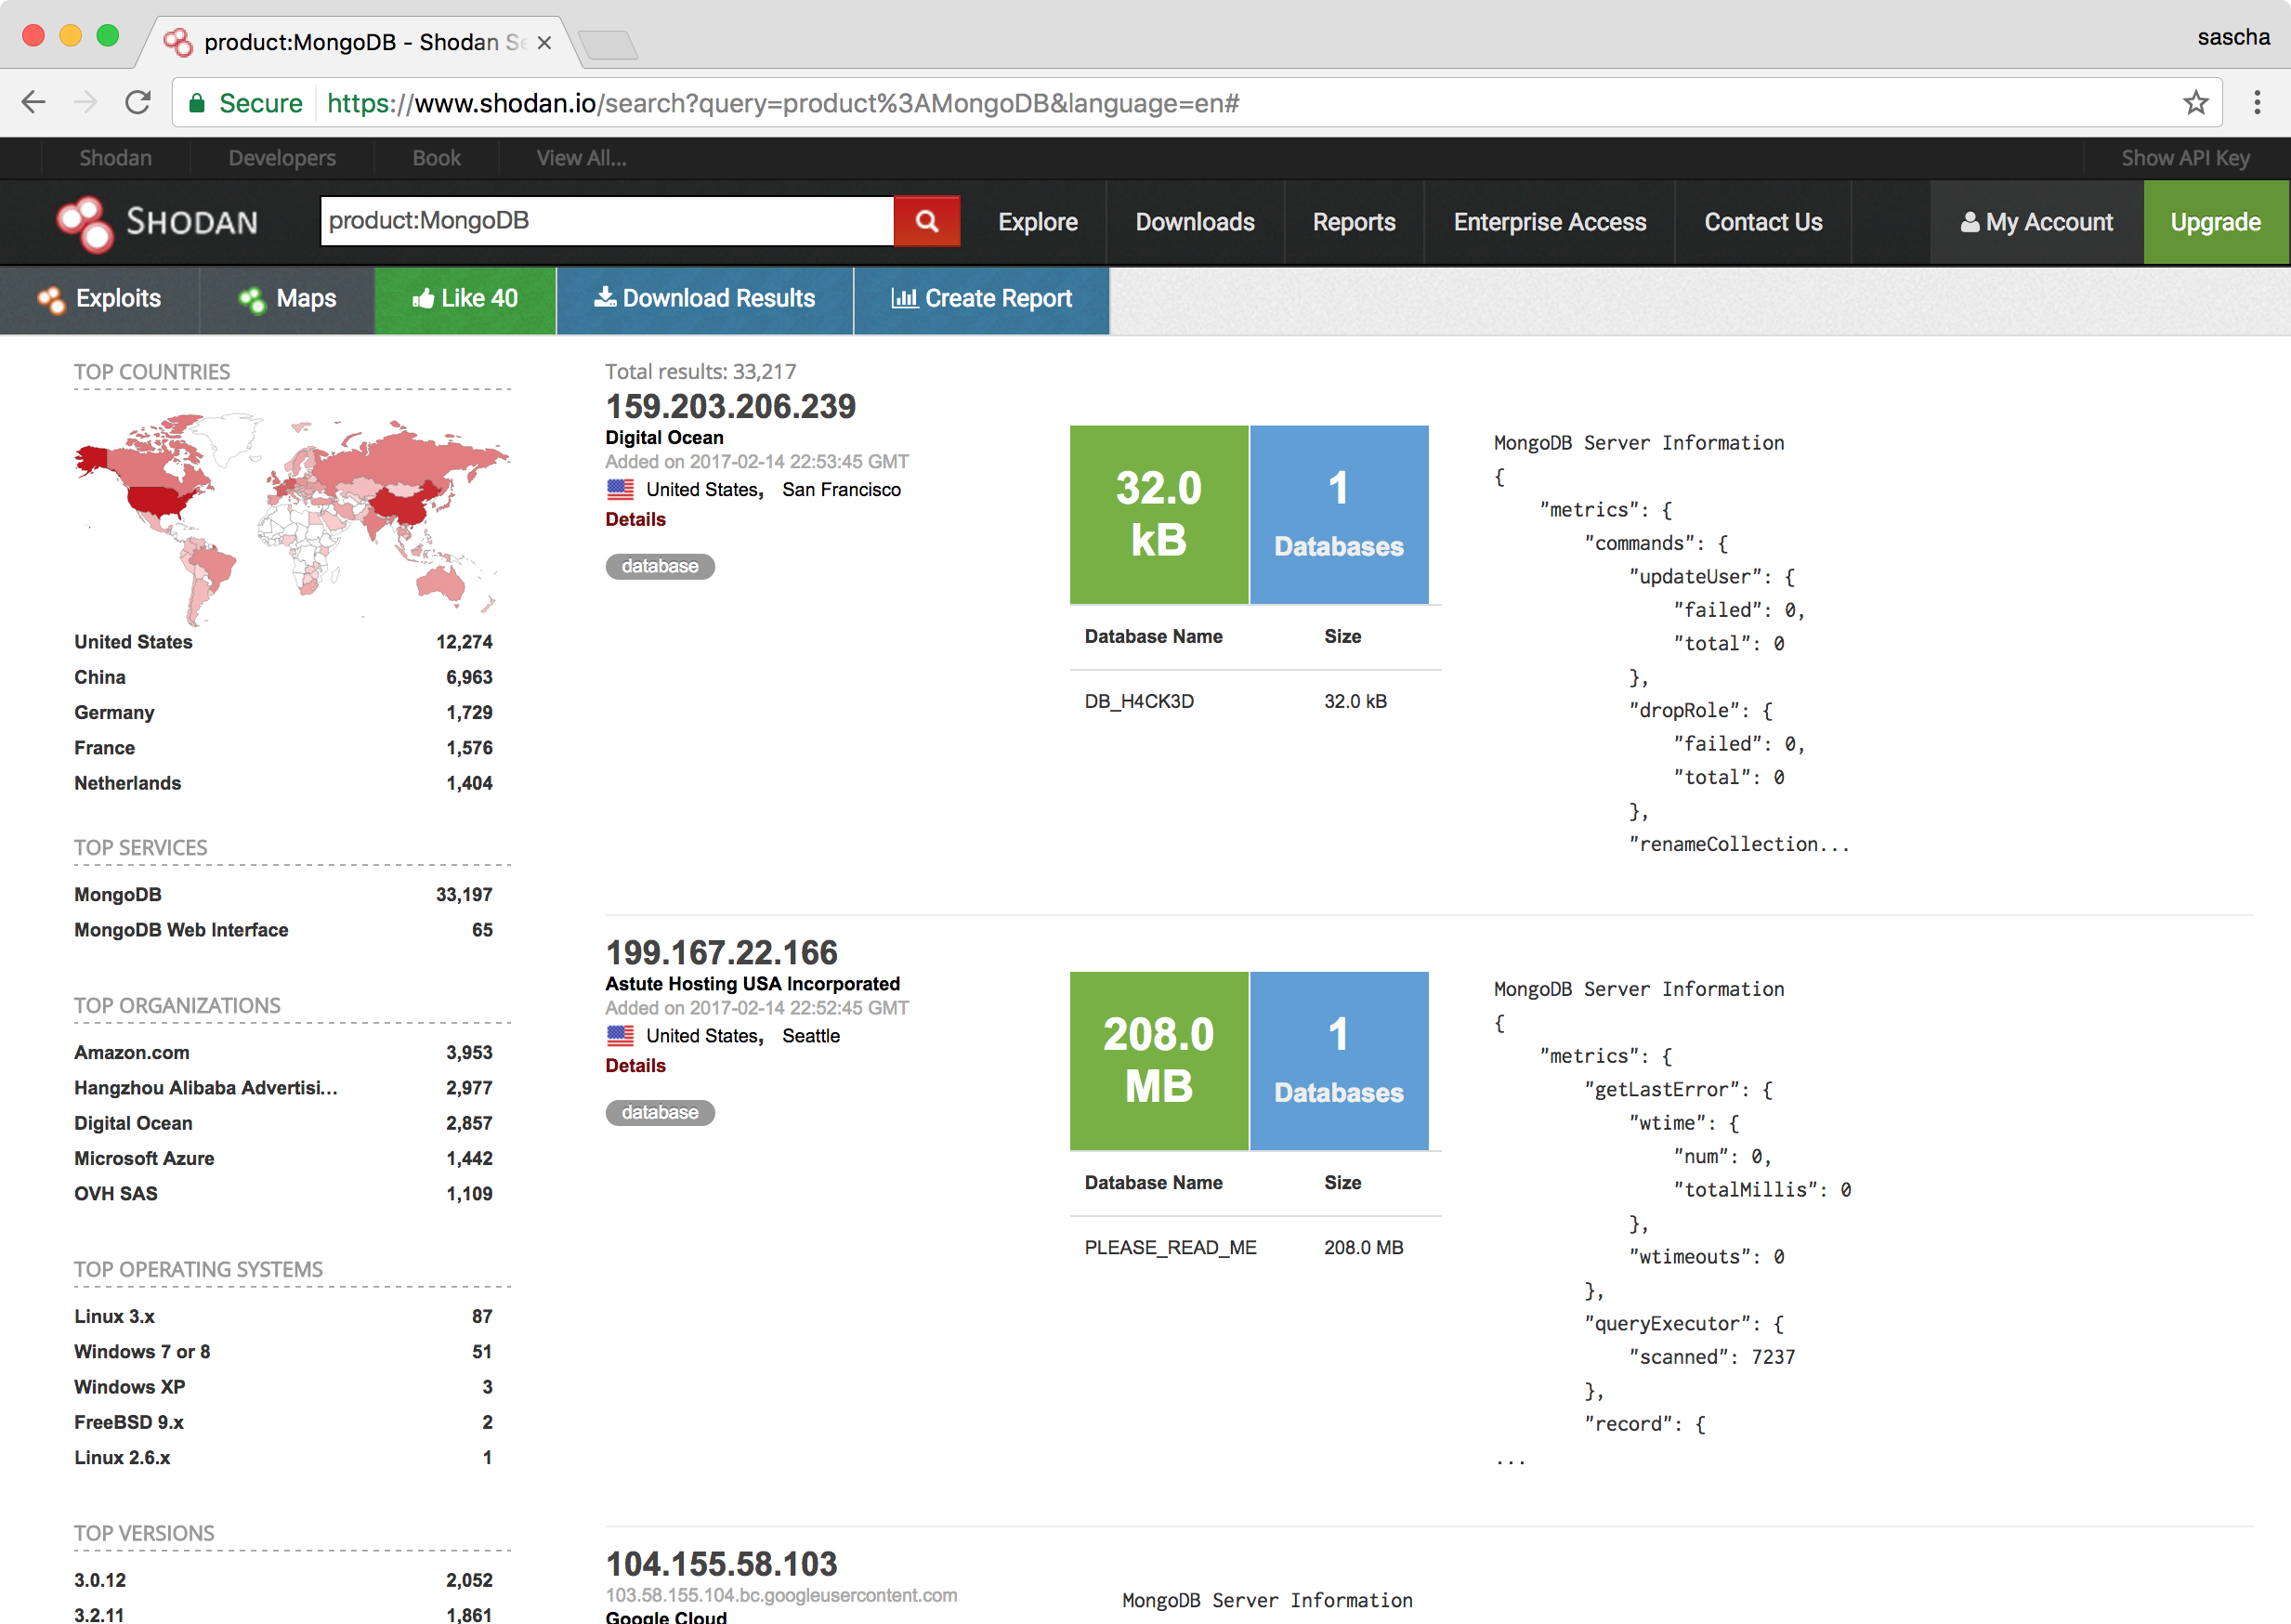 product:MongoDB - Shodan Se
sascha
Secure
https://www.shodan.io/search?query=product%3AMongoDB&language=en#
Shodan
Developers
Book
View All...
Show API Key
SHODAN
product:MongoDB
Explore
Downloads
Reports
Enterprise Access
Contact Us
My Account
Upgrade
Exploits
Maps
Like 40
Download Results
Create Report
TOP COUNTRIES
United States 12,274
China 6,963
Germany 1,729
France 1,576
Netherlands 1,404
TOP SERVICES
MongoDB 33,197
MongoDB Web Interface 65
TOP ORGANIZATIONS
Amazon.com 3,953
Hangzhou Alibaba Advertisi... 2,977
Digital Ocean 2,857
Microsoft Azure 1,442
OVH SAS 1,109
TOP OPERATING SYSTEMS
Linux 3.x 87
Windows 7 or 8 51
Windows XP 3
FreeBSD 9.x 2
Linux 2.6.x 1
TOP VERSIONS
3.0.12 2,052
3.2.11 1,861
Total results: 33,217
159.203.206.239
Digital Ocean
Added on 2017-02-14 22:53:45 GMT
United States, San Francisco
Details
database
32.0
kB
1
Databases
Database Name Size
DB_H4CK3D 32.0 kB
MongoDB Server Information
{
"metrics": {
"commands": {
"updateUser": {
"failed": 0,
"total": 0
},
"dropRole": {
"failed": 0,
"total": 0
},
"renameCollection...
199.167.22.166
Astute Hosting USA Incorporated
Added on 2017-02-14 22:52:45 GMT
United States, Seattle
Details
database
208.0
MB
1
Databases
Database Name Size
PLEASE_READ_ME 208.0 MB
MongoDB Server Information
{
"metrics": {
"getLastError": {
"wtime": {
"num": 0,
"totalMillis": 0
},
"wtimeouts": 0
},
"queryExecutor": {
"scanned": 7237
},
"record": {
...
104.155.58.103
103.58.155.104.bc.googleusercontent.com
Google Cloud
MongoDB Server Information